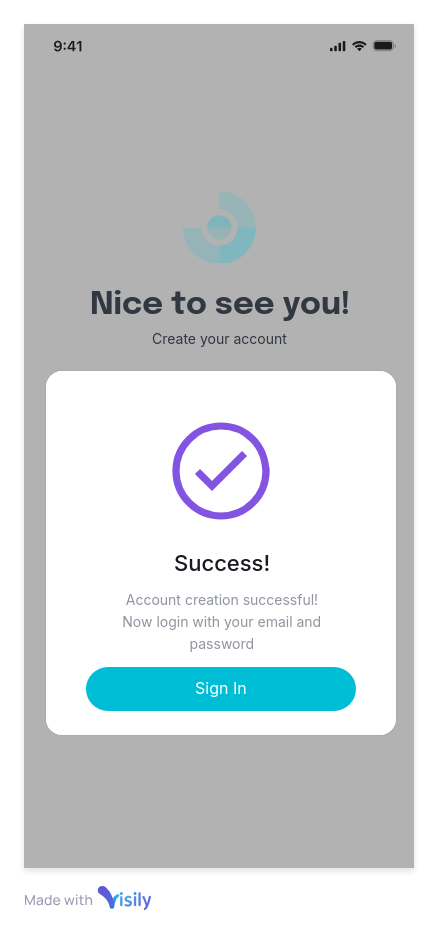 9:41
Nice to see you!
Create your account
Success!
Account creation successful!
Now login with your email and
password
Sign In
Made with Visily